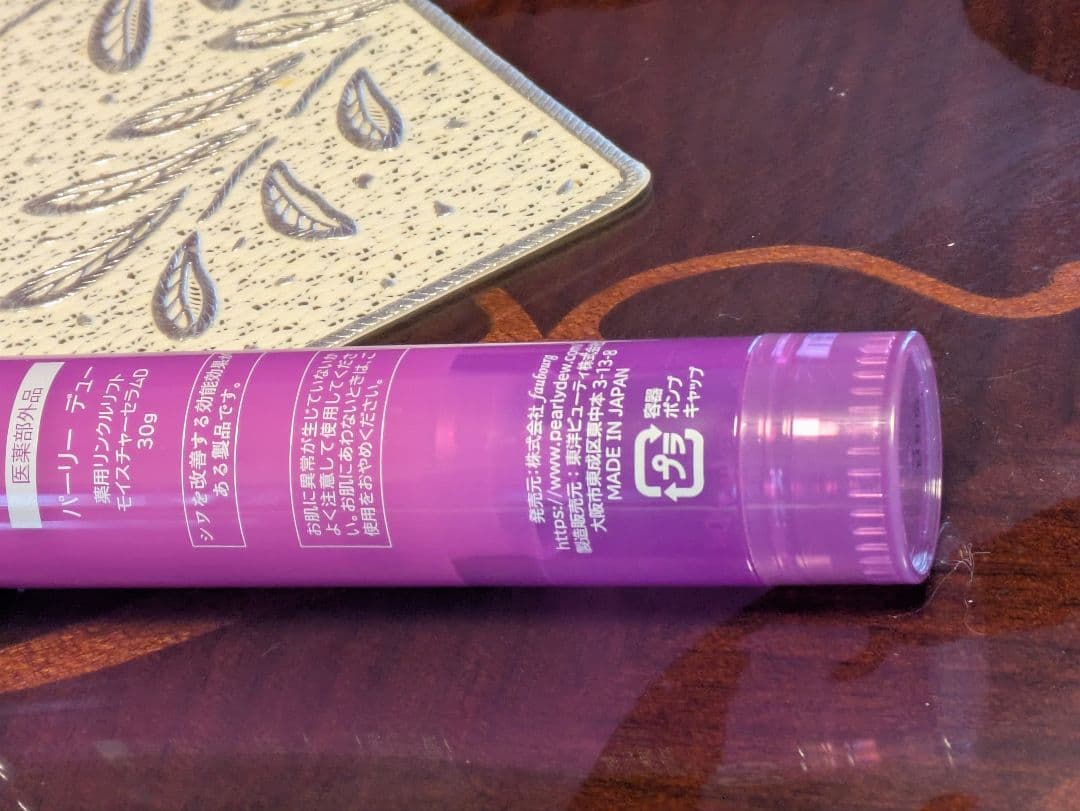 医薬部外品
パーリー デュー
薬用リンクルリフト
モイスチャーセラムD
30g
シワを改善する効能効果が
ある製品です。
お肌に異常が生じていないか
よく注意して使用してくださ
い。お肌にあわないときは、ご
使用をおやめください。
発売元:株式会社 faubourg
https://www.pearlydew.com
製造販売元:東洋ビューティ株式会社
大阪市東成区東中本 3-13-8
MADE IN JAPAN
プラ
容器
ポンプ
キャップ